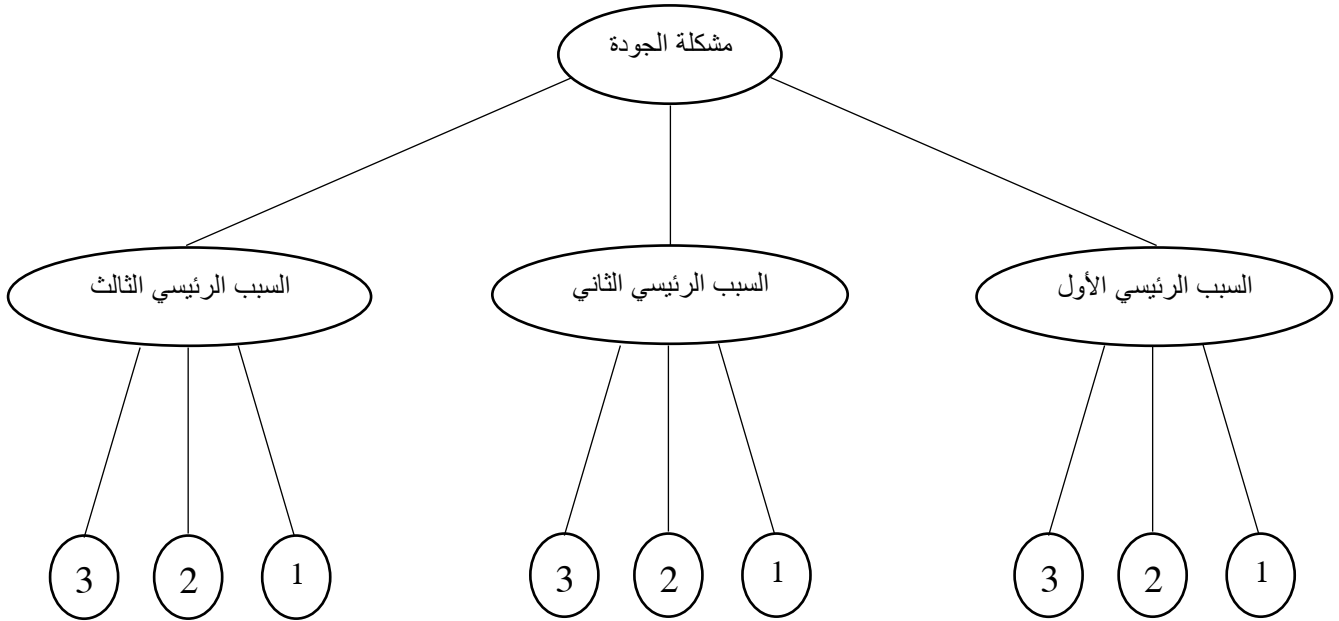 مشكلة الجودة
السبب الرئيسي الأول
السبب الرئيسي الثاني
السبب الرئيسي الثالث
1 2 3
1 2 3
1 2 3